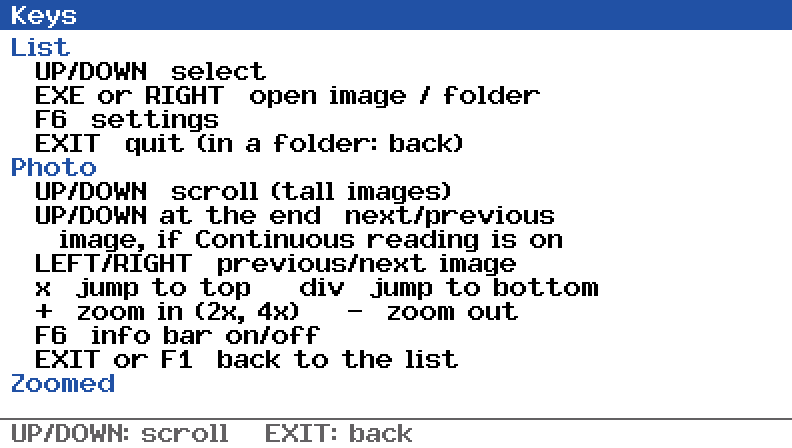 Keys
List
UP/DOWN  select
EXE or RIGHT  open image / folder
F6  settings
EXIT  quit (in a folder: back)
Photo
UP/DOWN  scroll (tall images)
UP/DOWN at the end  next/previous
image, if Continuous reading is on
LEFT/RIGHT  previous/next image
x  jump to top    div  jump to bottom
+  zoom in (2x, 4x)    -  zoom out
F6  info bar on/off
EXIT or F1  back to the list
Zoomed
UP/DOWN: scroll   EXIT: back